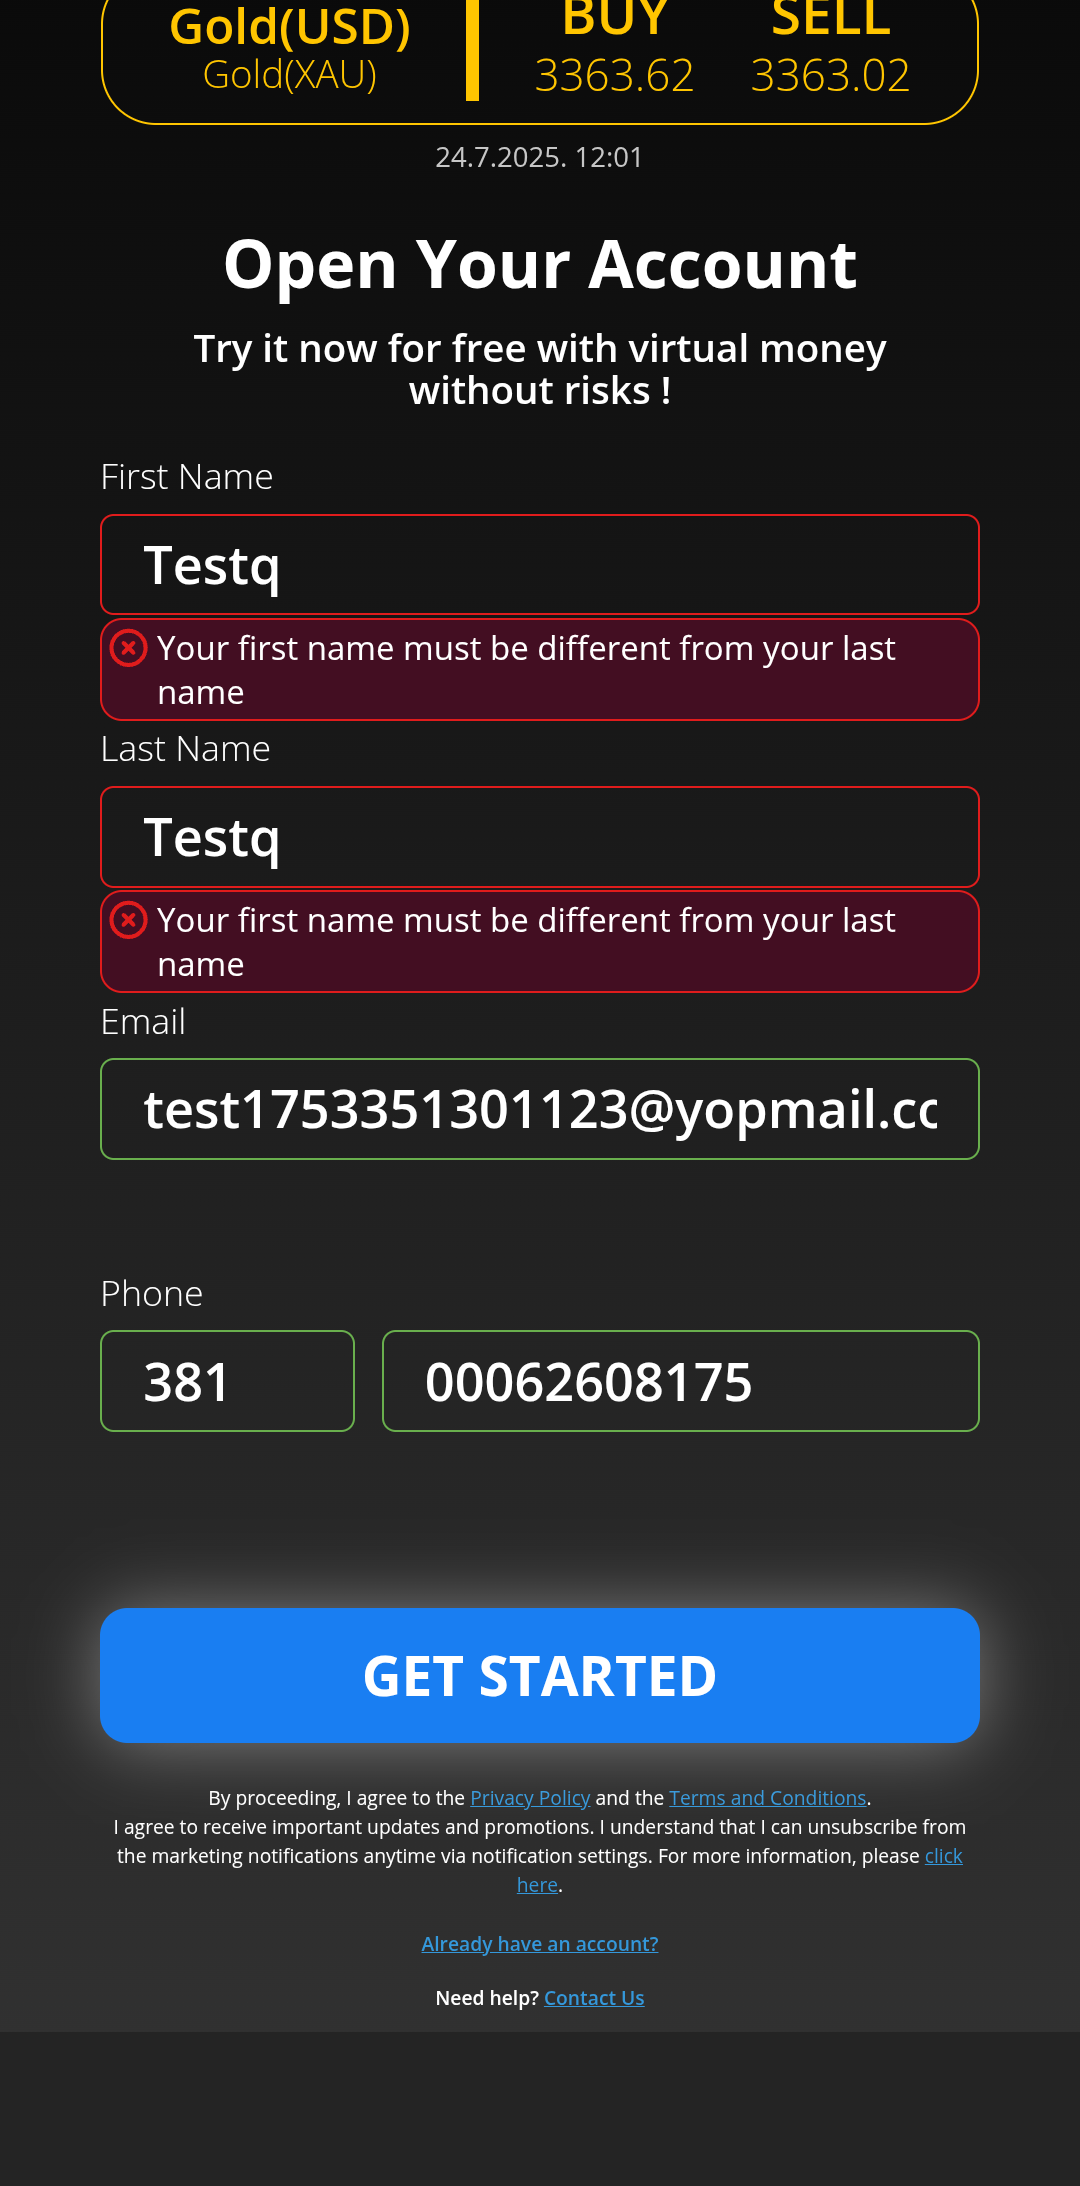 Gold(USD)
Gold(XAU)
BUY SELL
3363.62 3363.02
24.7.2025. 12:01
Open Your Account
Try it now for free with virtual money
without risks !
First Name
Testq
Your first name must be different from your last
name
Last Name
Testq
Your first name must be different from your last
name
Email
test1753351301123@yopmail.cc
Phone
381 00062608175
GET STARTED
By proceeding, I agree to the Privacy Policy and the Terms and Conditions.
I agree to receive important updates and promotions. I understand that I can unsubscribe from
the marketing notifications anytime via notification settings. For more information, please click
here.
Already have an account?
Need help? Contact Us